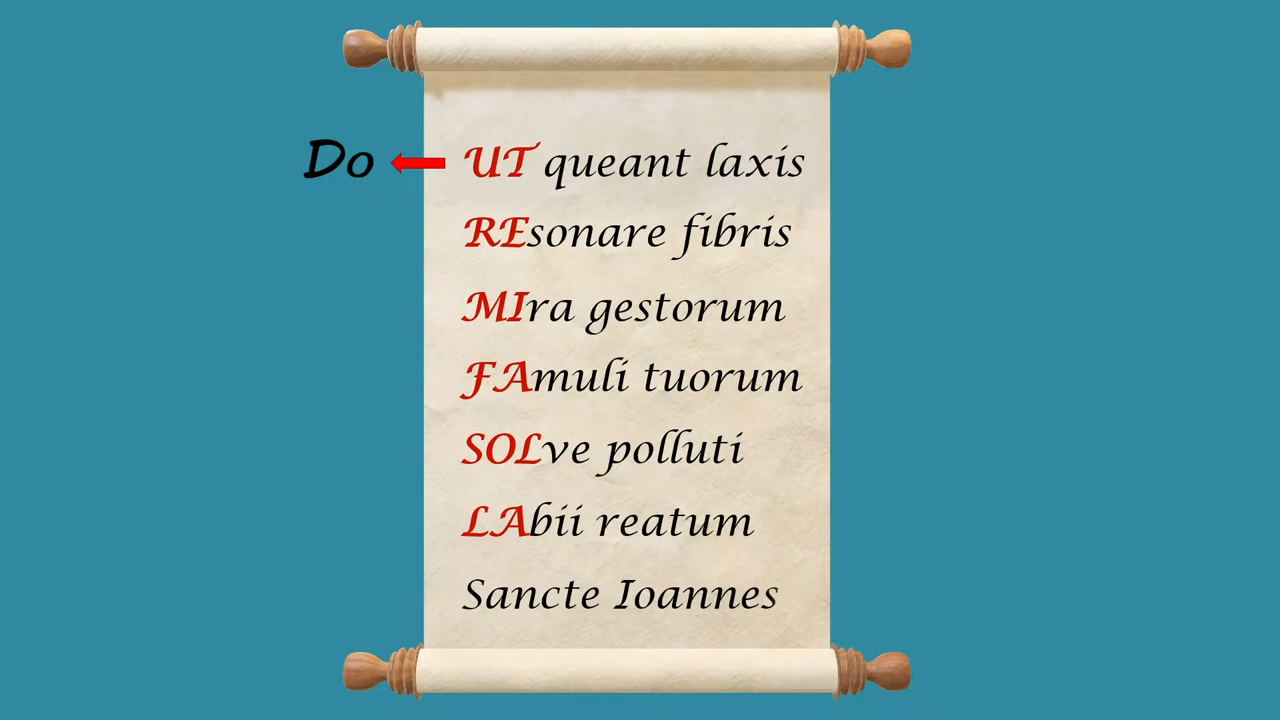 Do ← UT queant laxis
REsonare fibris
MIra gestorum
FAmuli tuorum
SOLve polluti
LAbii reatum
Sancte Ioannes